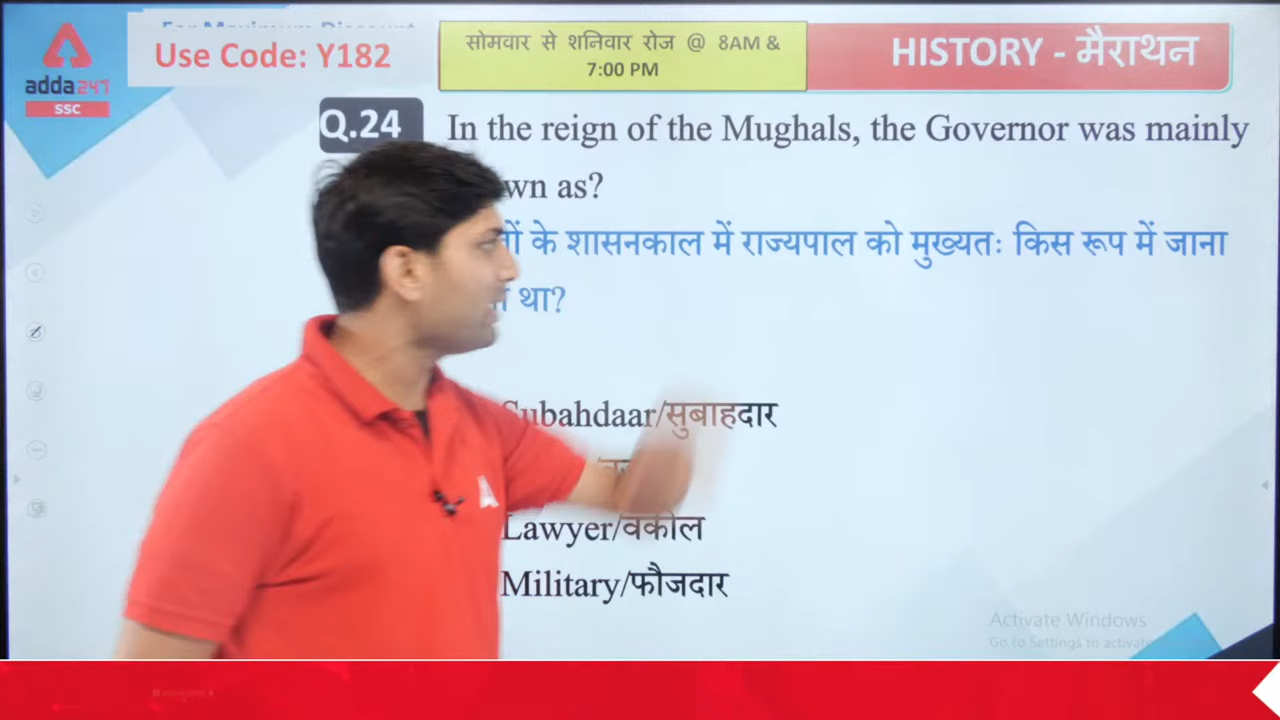 adda 247
SSC
Use Code: Y182
सोमवार से शनिवार रोज @ 8AM &
7:00 PM
HISTORY - मैराथन
Q.24 In the reign of the Mughals, the Governor was mainly
as?
के शासनकाल में राज्यपाल को मुख्यतः किस रूप में जाना
था?
Subahdaar/सुबाहदार
Lawyer/वकील
Military/फौजदार
Activate Windows
Go to Settings to activate